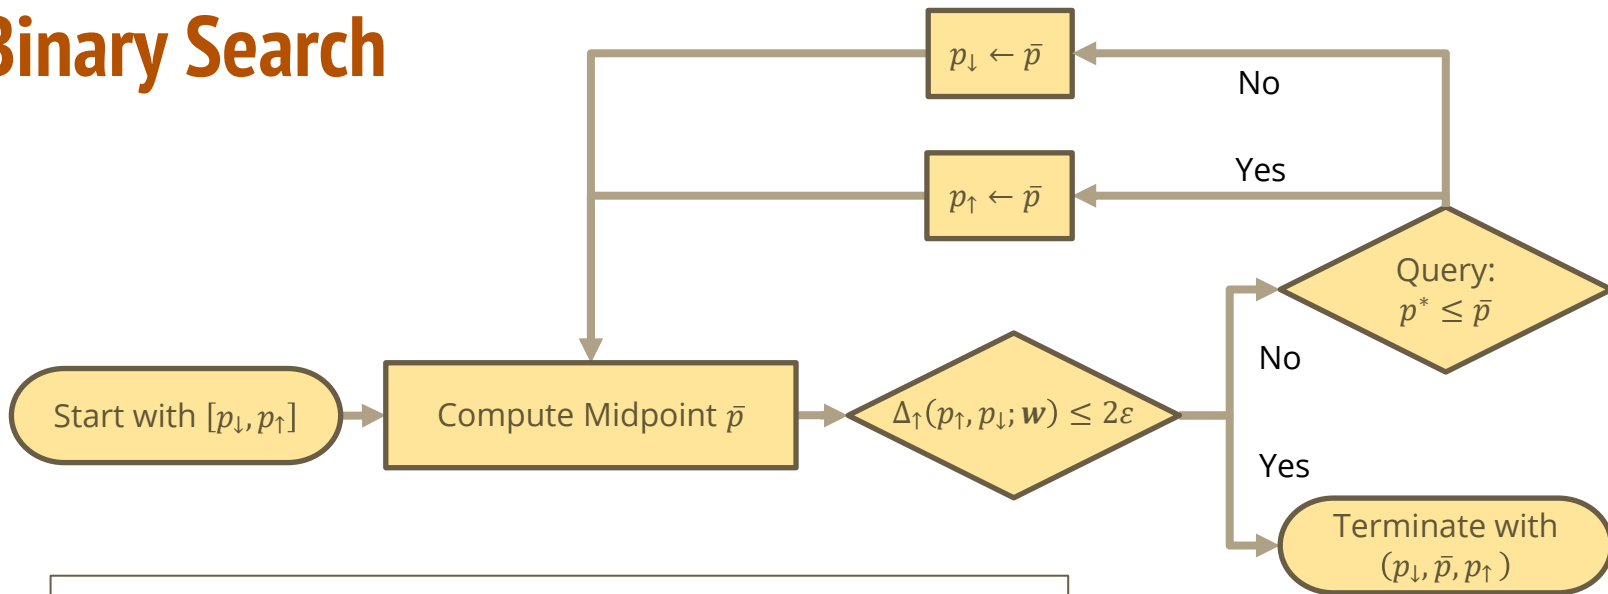 Binary Search
p↓ ← p̄
No
Yes
p↑ ← p̄
Query:
p* ≤ p̄
No
Start with [p↓, p↑]
Compute Midpoint p̄
Δ↑(p↑, p↓; w) ≤ 2ε
Yes
Terminate with
(p↓, p̄, p↑)